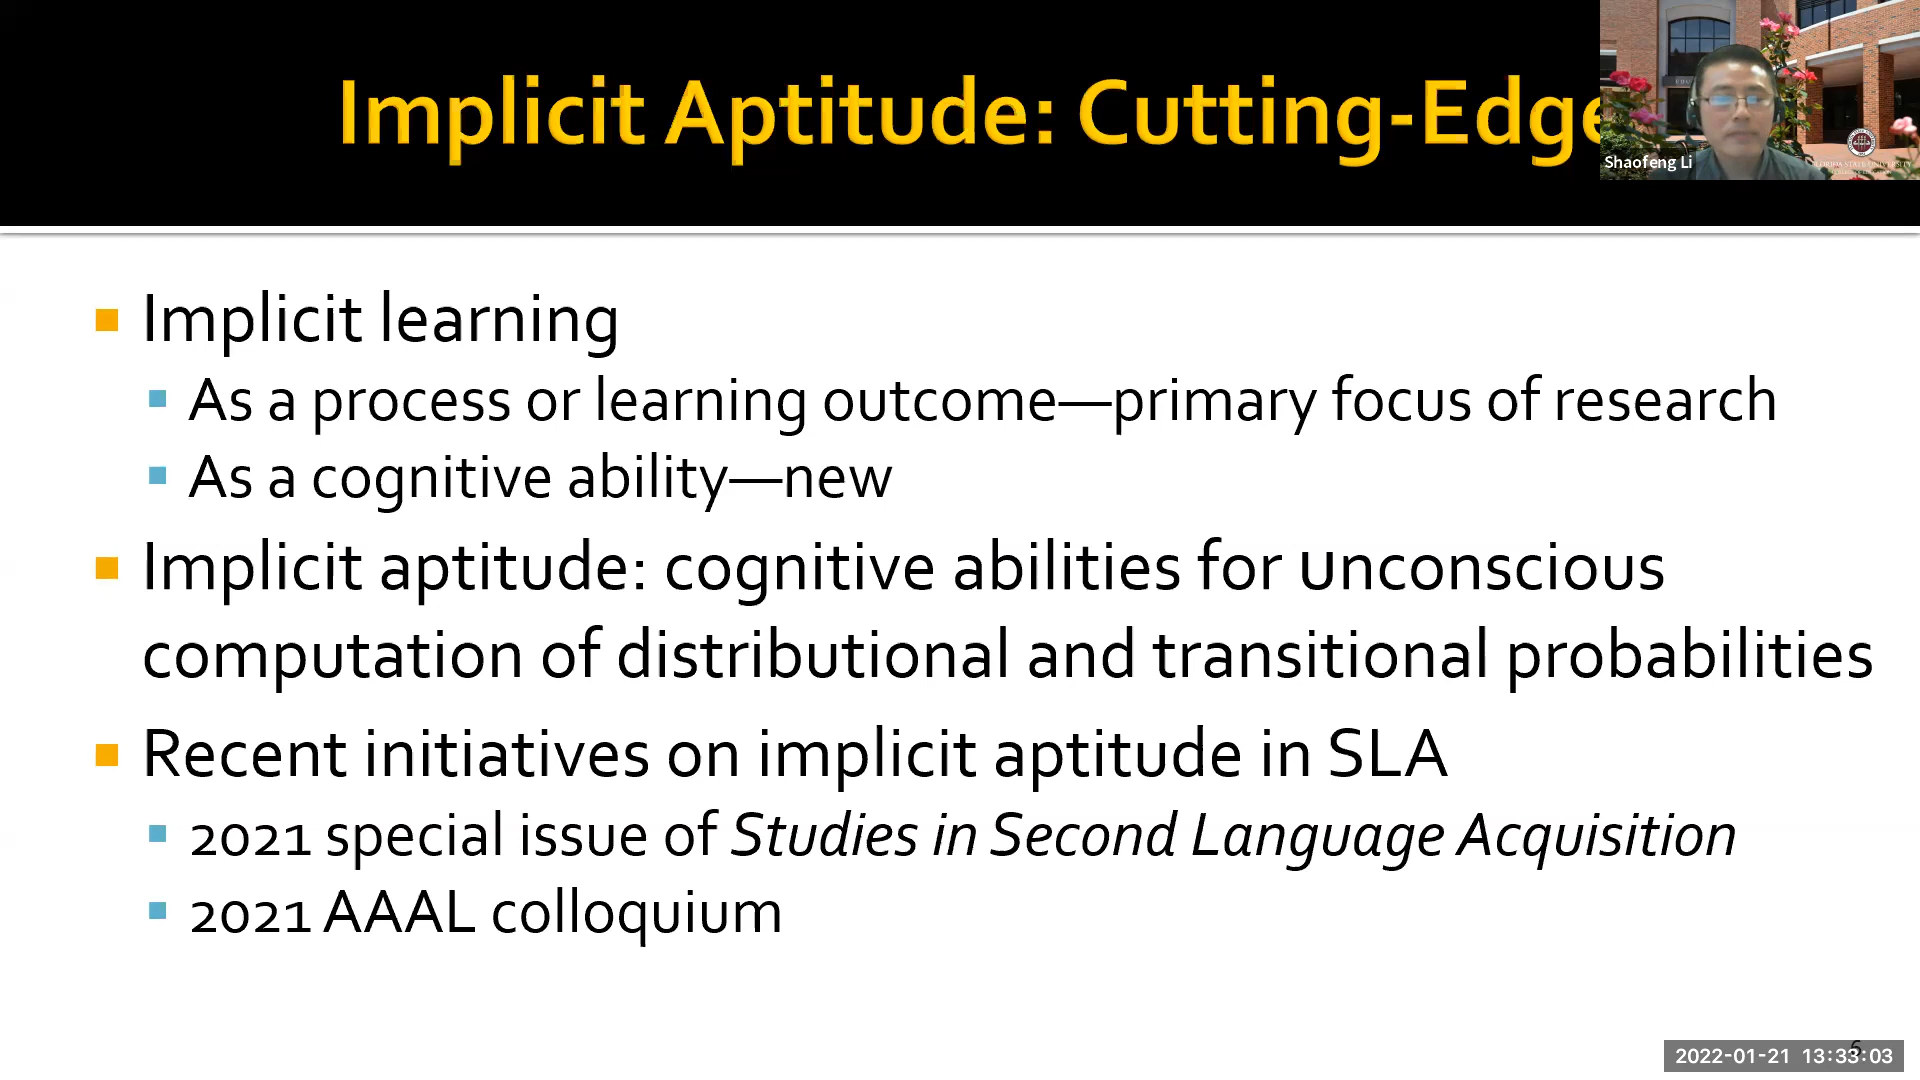 Implicit Aptitude: Cutting-Edge
Shaofeng Li
Implicit learning
As a process or learning outcome—primary focus of research
As a cognitive ability—new
Implicit aptitude: cognitive abilities for unconscious
computation of distributional and transitional probabilities
Recent initiatives on implicit aptitude in SLA
2021 special issue of Studies in Second Language Acquisition
2021 AAAL colloquium
2022-01-21 13:33:03